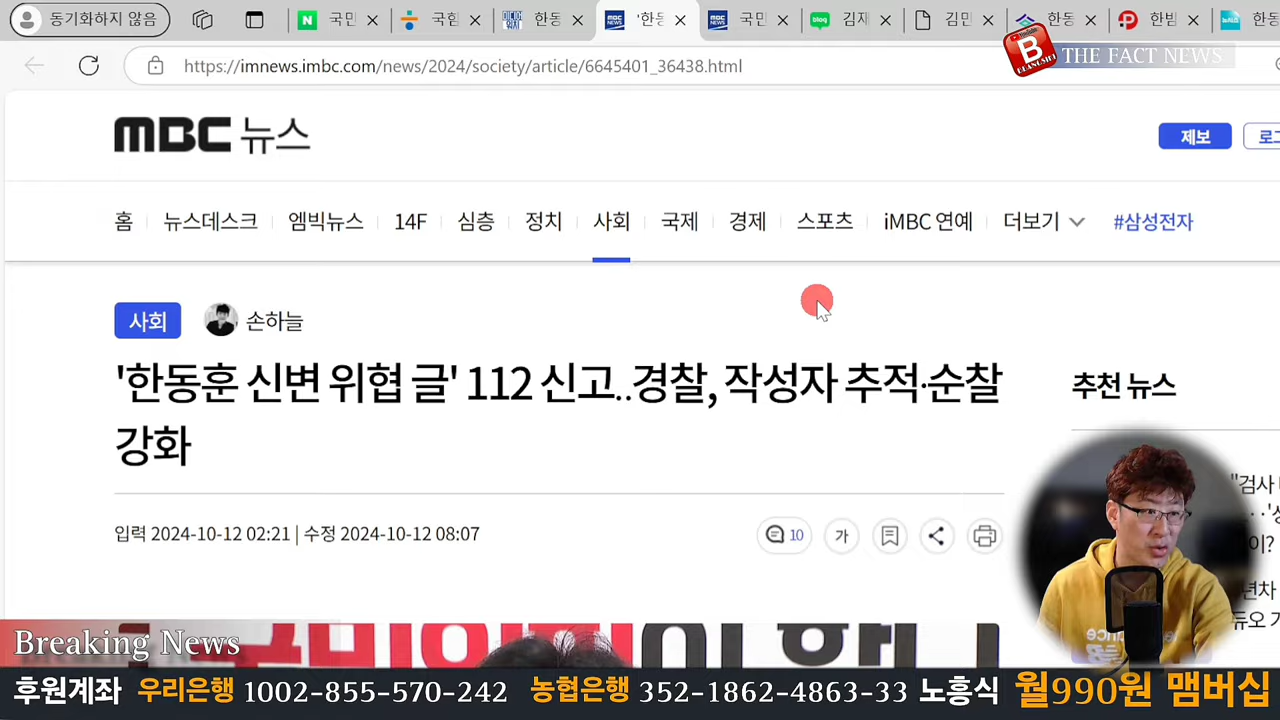 동기화하지 않음
국민
국힘
한동
'한동
국민
김재
김민
한동
한밤
한동
https://imnews.imbc.com/news/2024/society/article/6645401_36438.html
THE FACT NEWS
MBC 뉴스
제보
로그
홈
뉴스데스크
엠빅뉴스
14F
심층
정치
사회
국제
경제
스포츠
iMBC 연예
더보기
#삼성전자
사회
손하늘
'한동훈 신변 위협 글' 112 신고..경찰, 작성자 추적·순찰
강화
추천 뉴스
입력 2024-10-12 02:21 | 수정 2024-10-12 08:07
10
가
"검사
Breaking News
후원계좌 우리은행 1002-855-570-242 농협은행 352-1862-4863-33 노흥식 월990원 맴버십